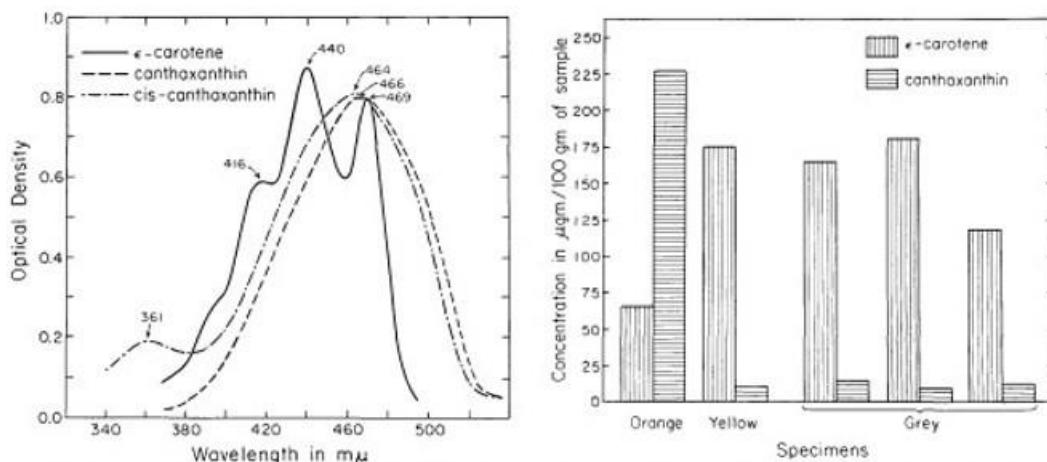 1.0
0.8
0.6
0.4
0.2
0.0
Optical Density
ϵ-carotene
canthaxanthin
cis-canthaxanthin
440
464
466
469
416
361
340 380 420 460 500
Wavelength in mμ
250
225
200
175
150
125
100
75
50
25
0
Concentration in μgm/100 gm of sample
ϵ-carotene
canthaxanthin
Orange Yellow Grey
Specimens